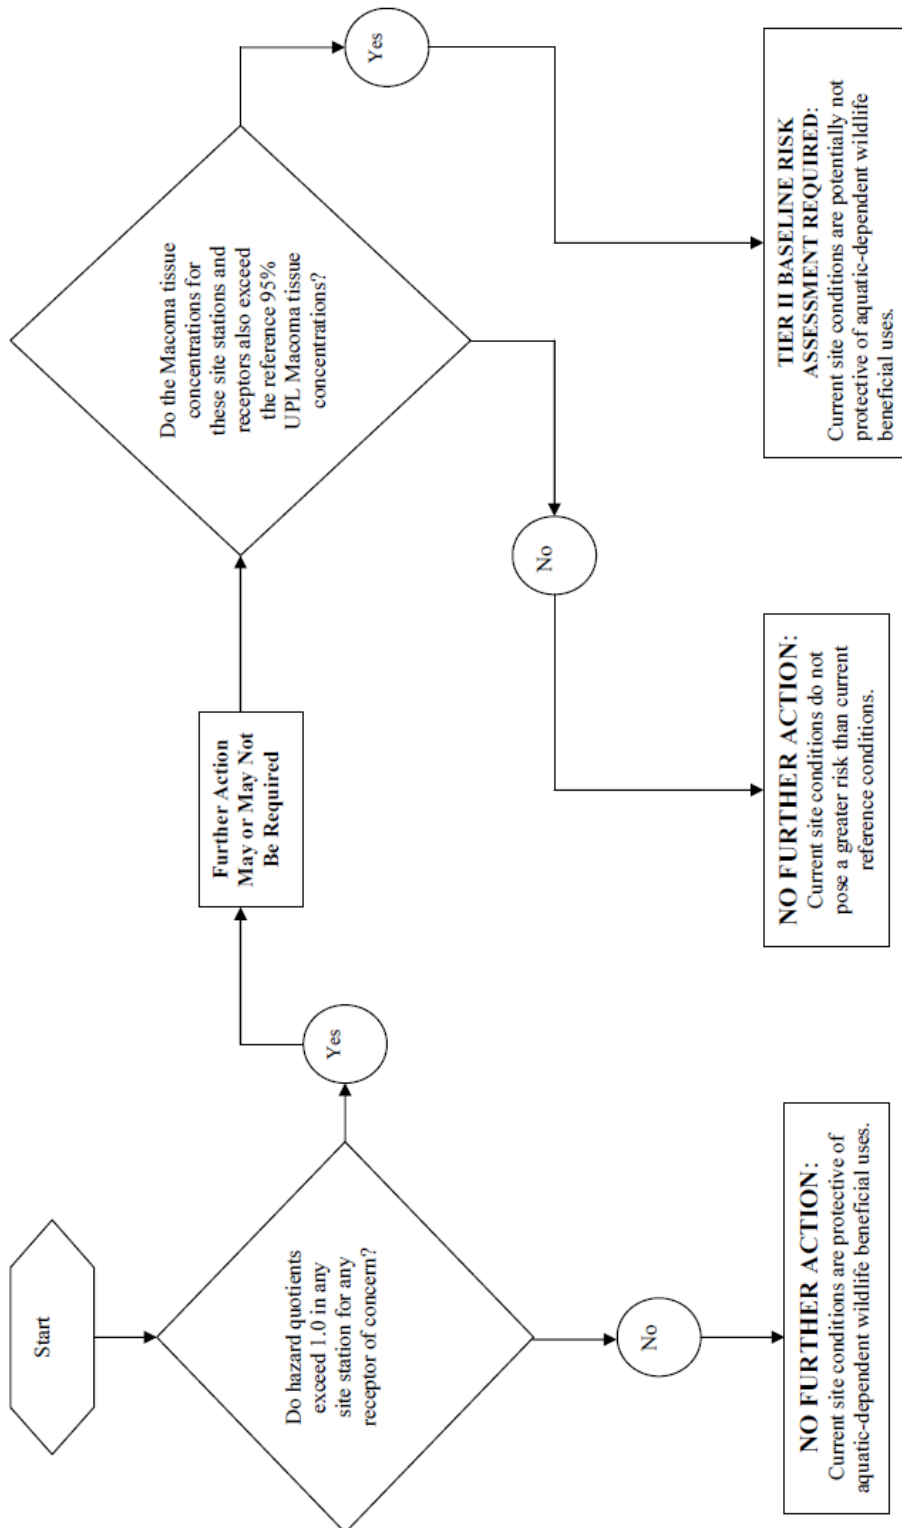 Start
Do hazard quotients
exceed 1.0 in any
site station for any
receptor of concern?
No
NO FURTHER ACTION:
Current site conditions are protective of
aquatic-dependent wildlife beneficial uses.
Yes
Further Action
May or May Not
Be Required
Do the Macoma tissue
concentrations for
these site stations and
receptors also exceed
the reference 95%
UPL Macoma tissue
concentrations?
No
NO FURTHER ACTION:
Current site conditions do not
pose a greater risk than current
reference conditions.
Yes
TIER II BASELINE RISK
ASSESSMENT REQUIRED:
Current site conditions are potentially not
protective of aquatic-dependent wildlife
beneficial uses.